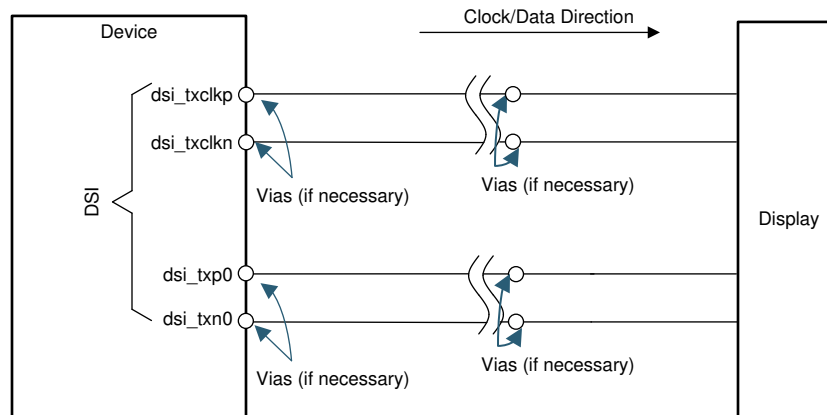 Device
Clock/Data Direction
dsi_txclkp
dsi_txclkn
Vias (if necessary)
Vias (if necessary)
DSI
Display
dsi_txp0
dsi_txn0
Vias (if necessary)
Vias (if necessary)